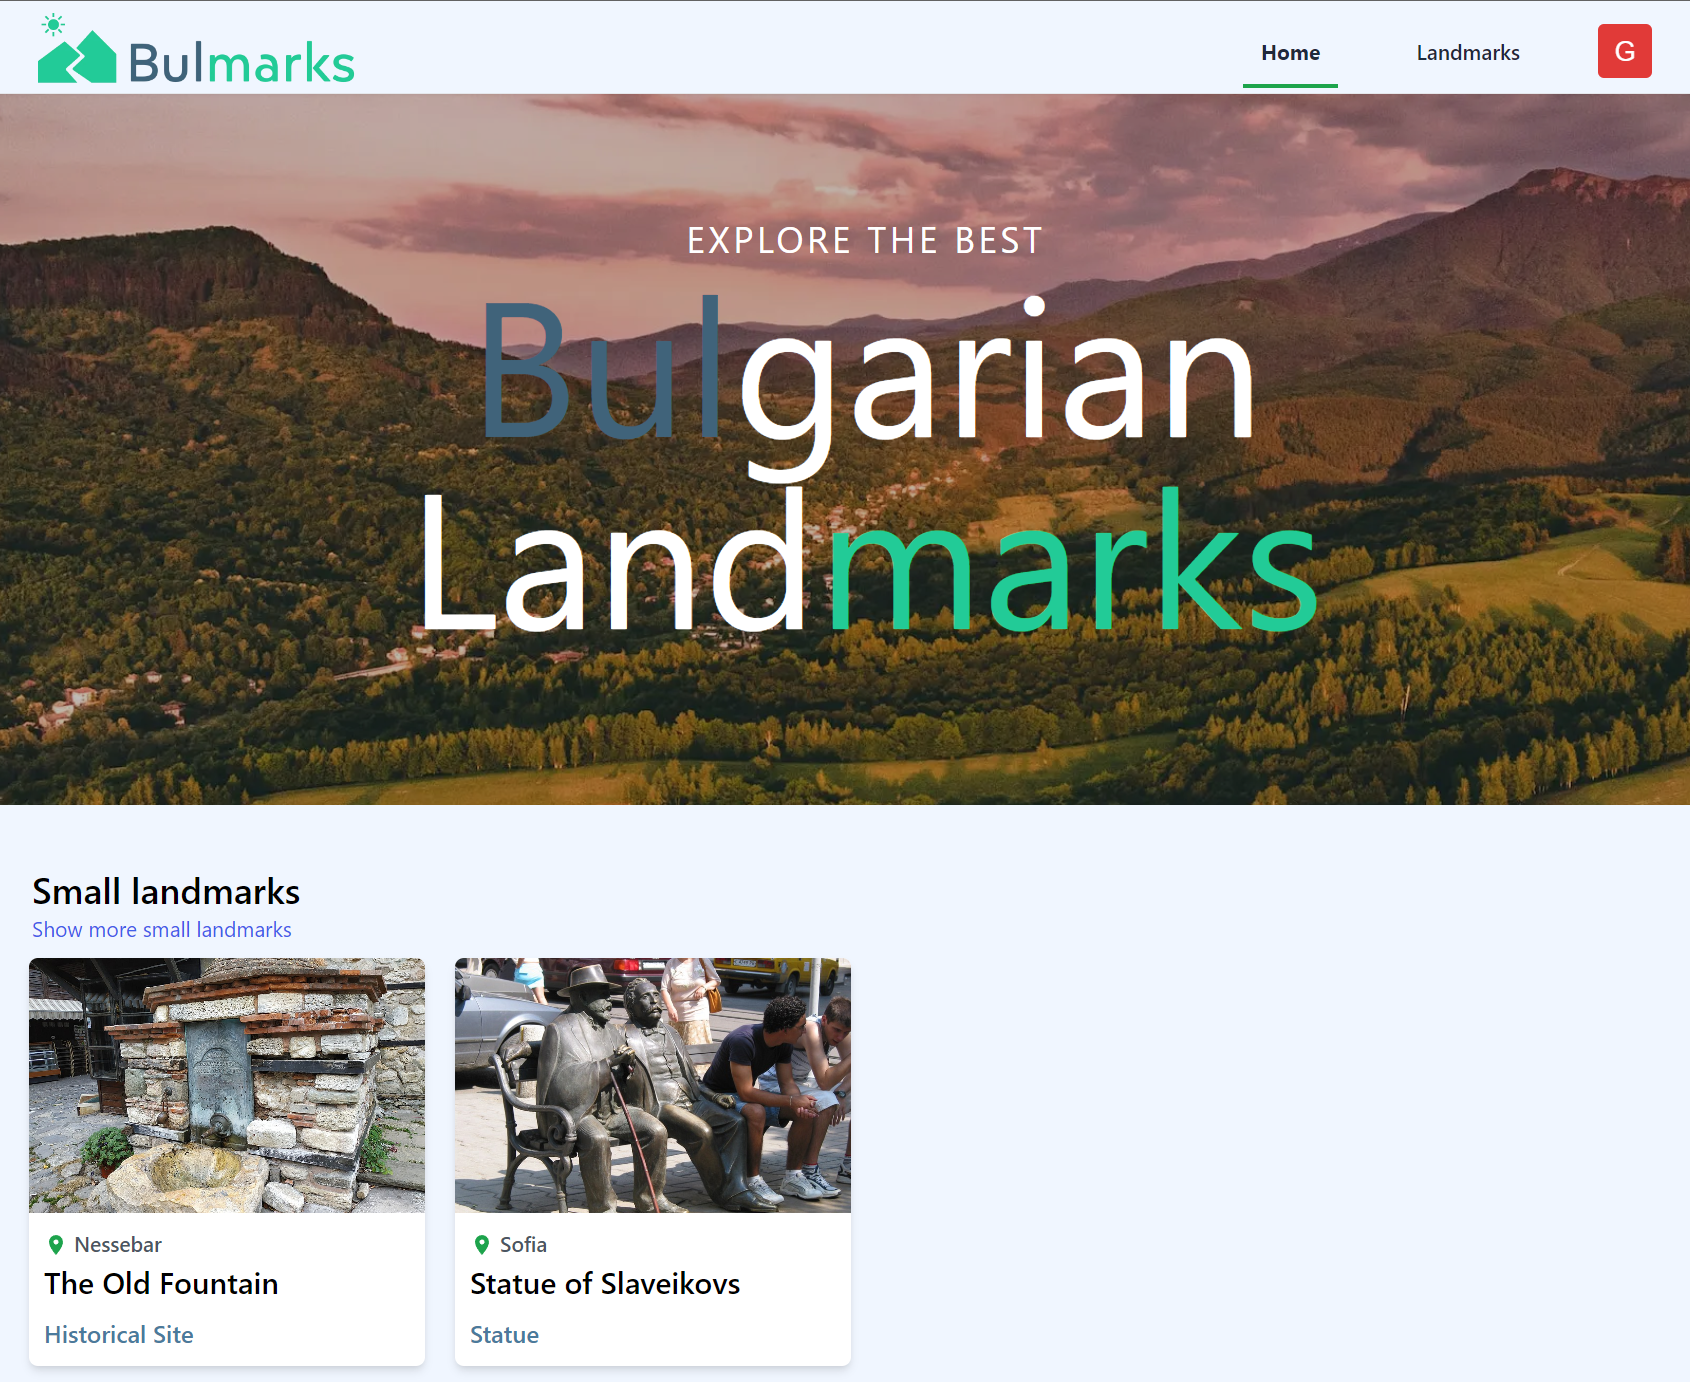 Bulmarks
Home
Landmarks
G
EXPLORE THE BEST
Bulgarian
Landmarks
Small landmarks
Show more small landmarks
Nessebar
The Old Fountain
Historical Site
Sofia
Statue of Slaveikovs
Statue